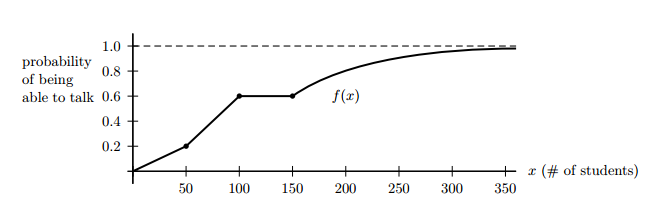 1.0
probability
of being
able to talk
0.8
0.6
0.4
0.2
f(x)
x (# of students)
50 100 150 200 250 300 350